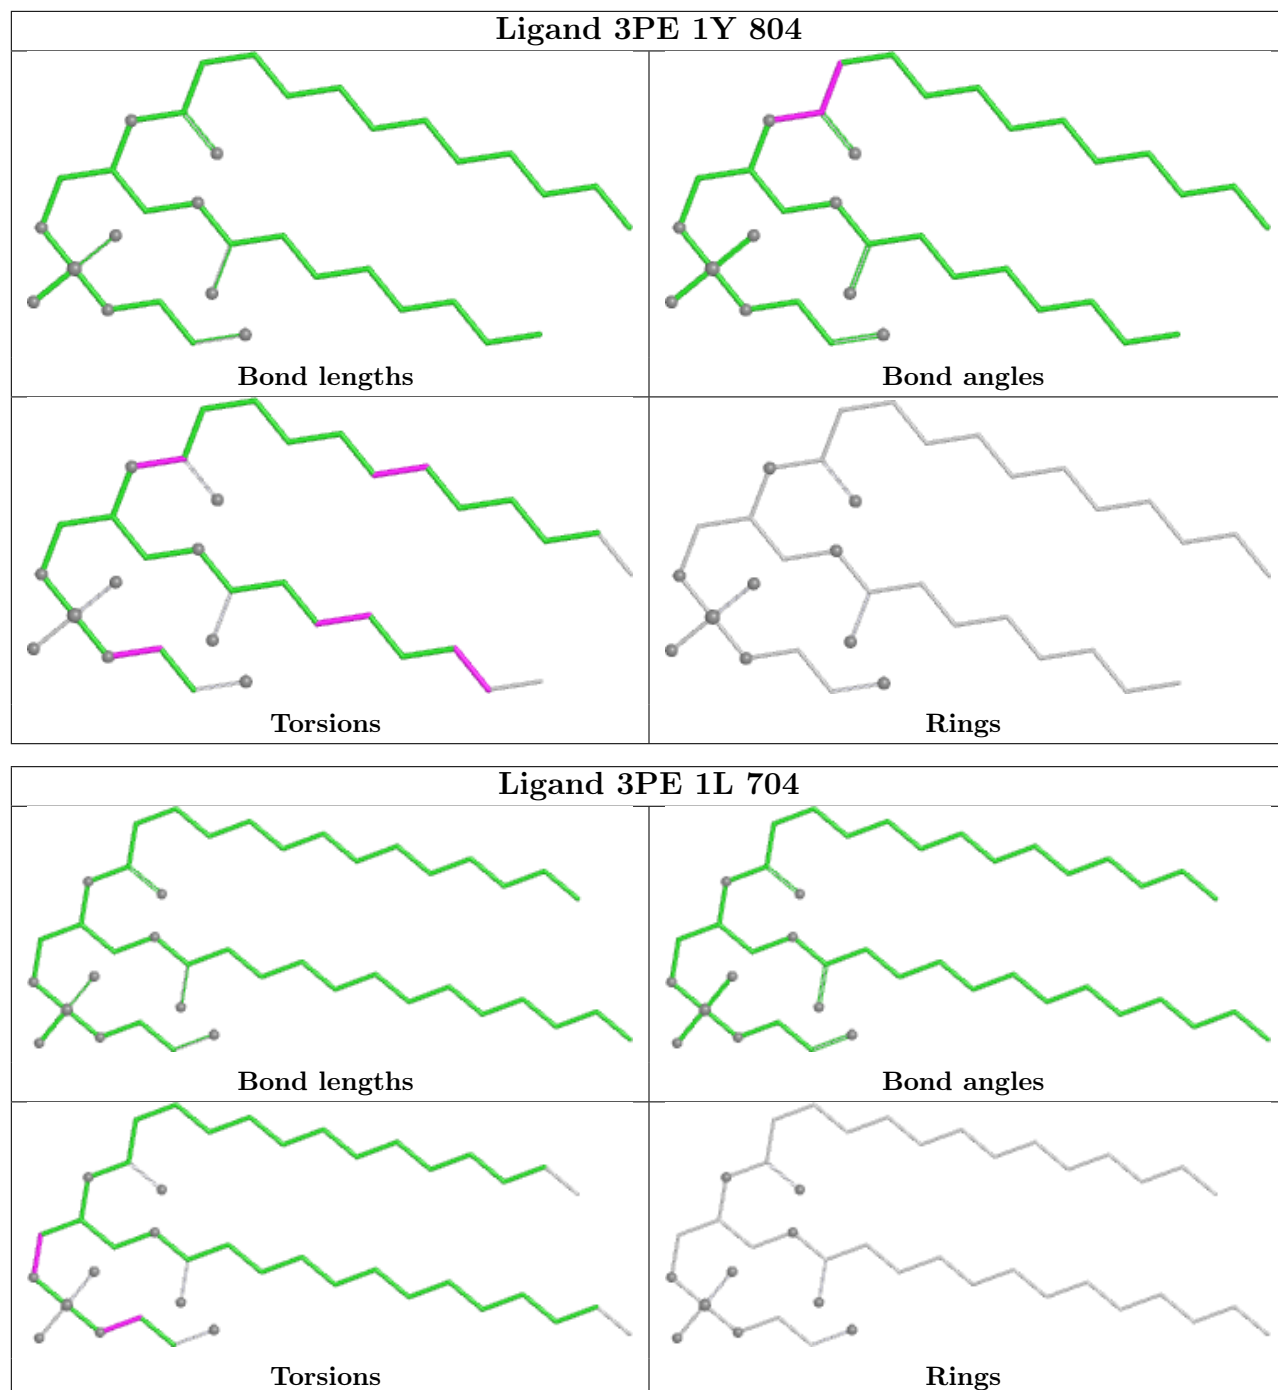 Ligand 3PE 1Y 804
Bond lengths
Bond angles
Torsions
Rings
Ligand 3PE 1L 704
Bond lengths
Bond angles
Torsions
Rings